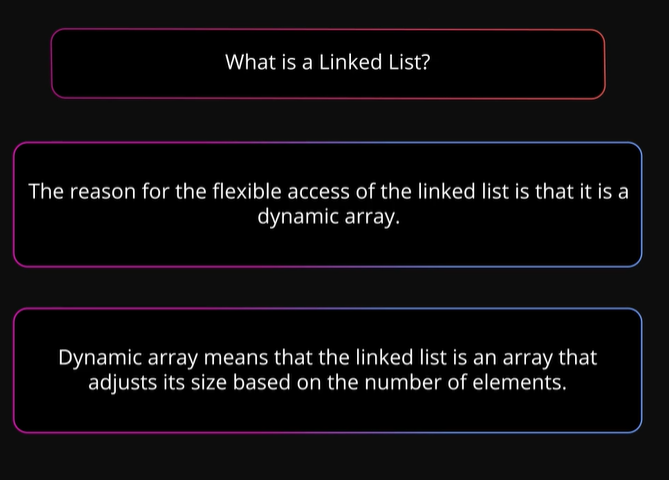 What is a Linked List?
The reason for the flexible access of the linked list is that it is a
dynamic array.
Dynamic array means that the linked list is an array that
adjusts its size based on the number of elements.